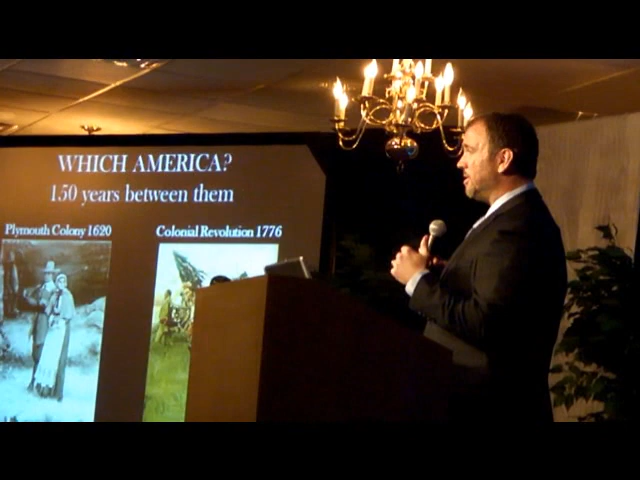 WHICH AMERICA?
150 years between them
Plymouth Colony 1620
Colonial Revolution 1776